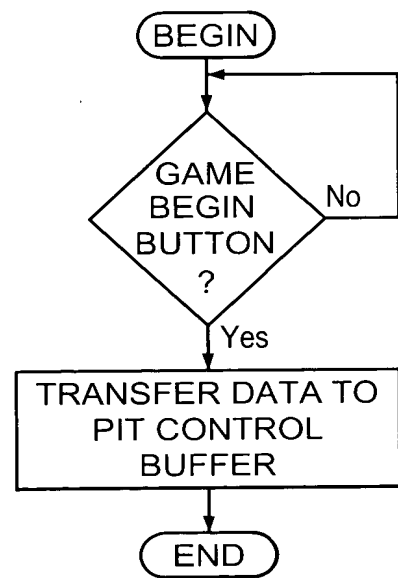 BEGIN
GAME
BEGIN
BUTTON
?
No
Yes
TRANSFER DATA TO
PIT CONTROL
BUFFER
END